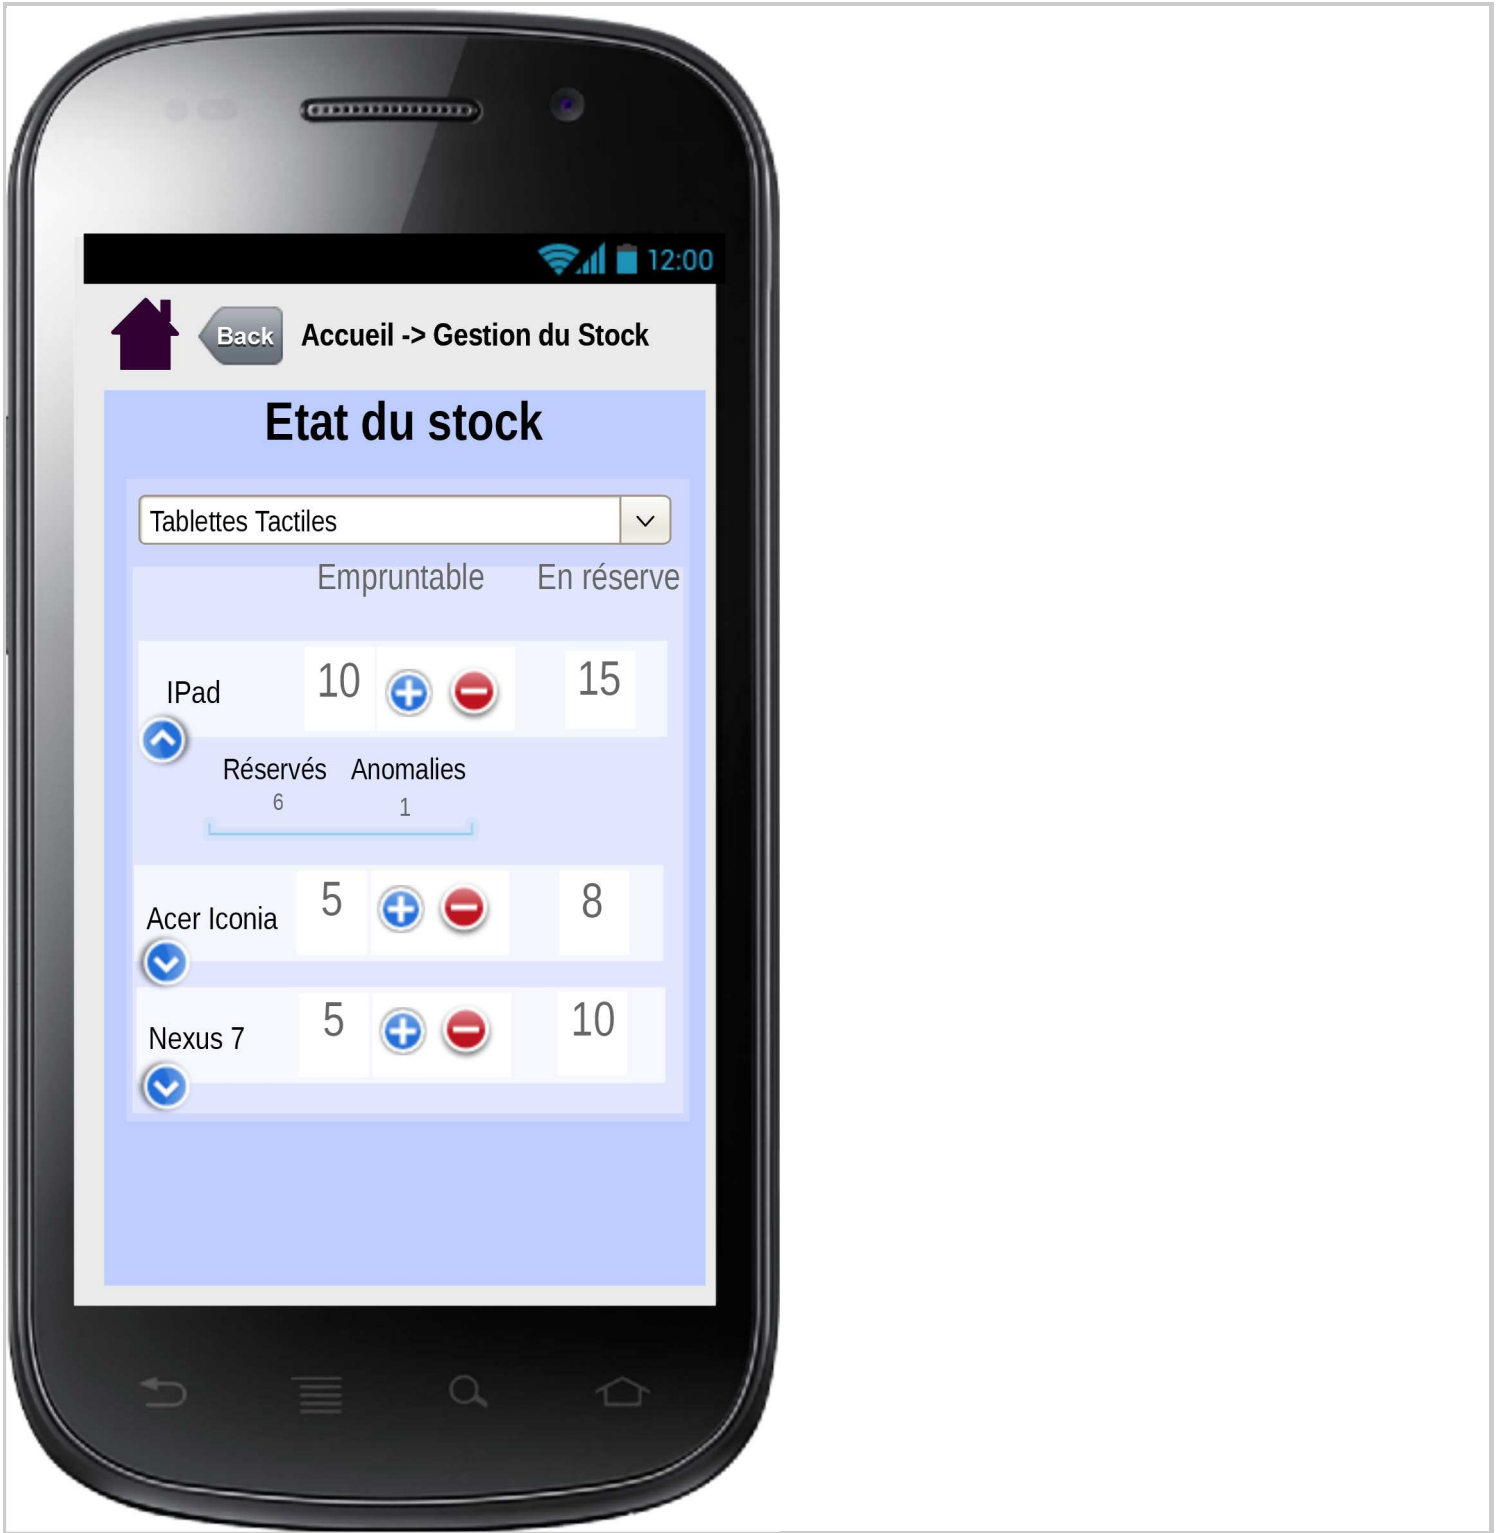 12:00
Back Accueil -> Gestion du Stock
Etat du stock
Tablettes Tactiles
Empruntable En réserve
IPad 10 15
Réservés Anomalies
6 1
Acer Iconia 5 8
Nexus 7 5 10